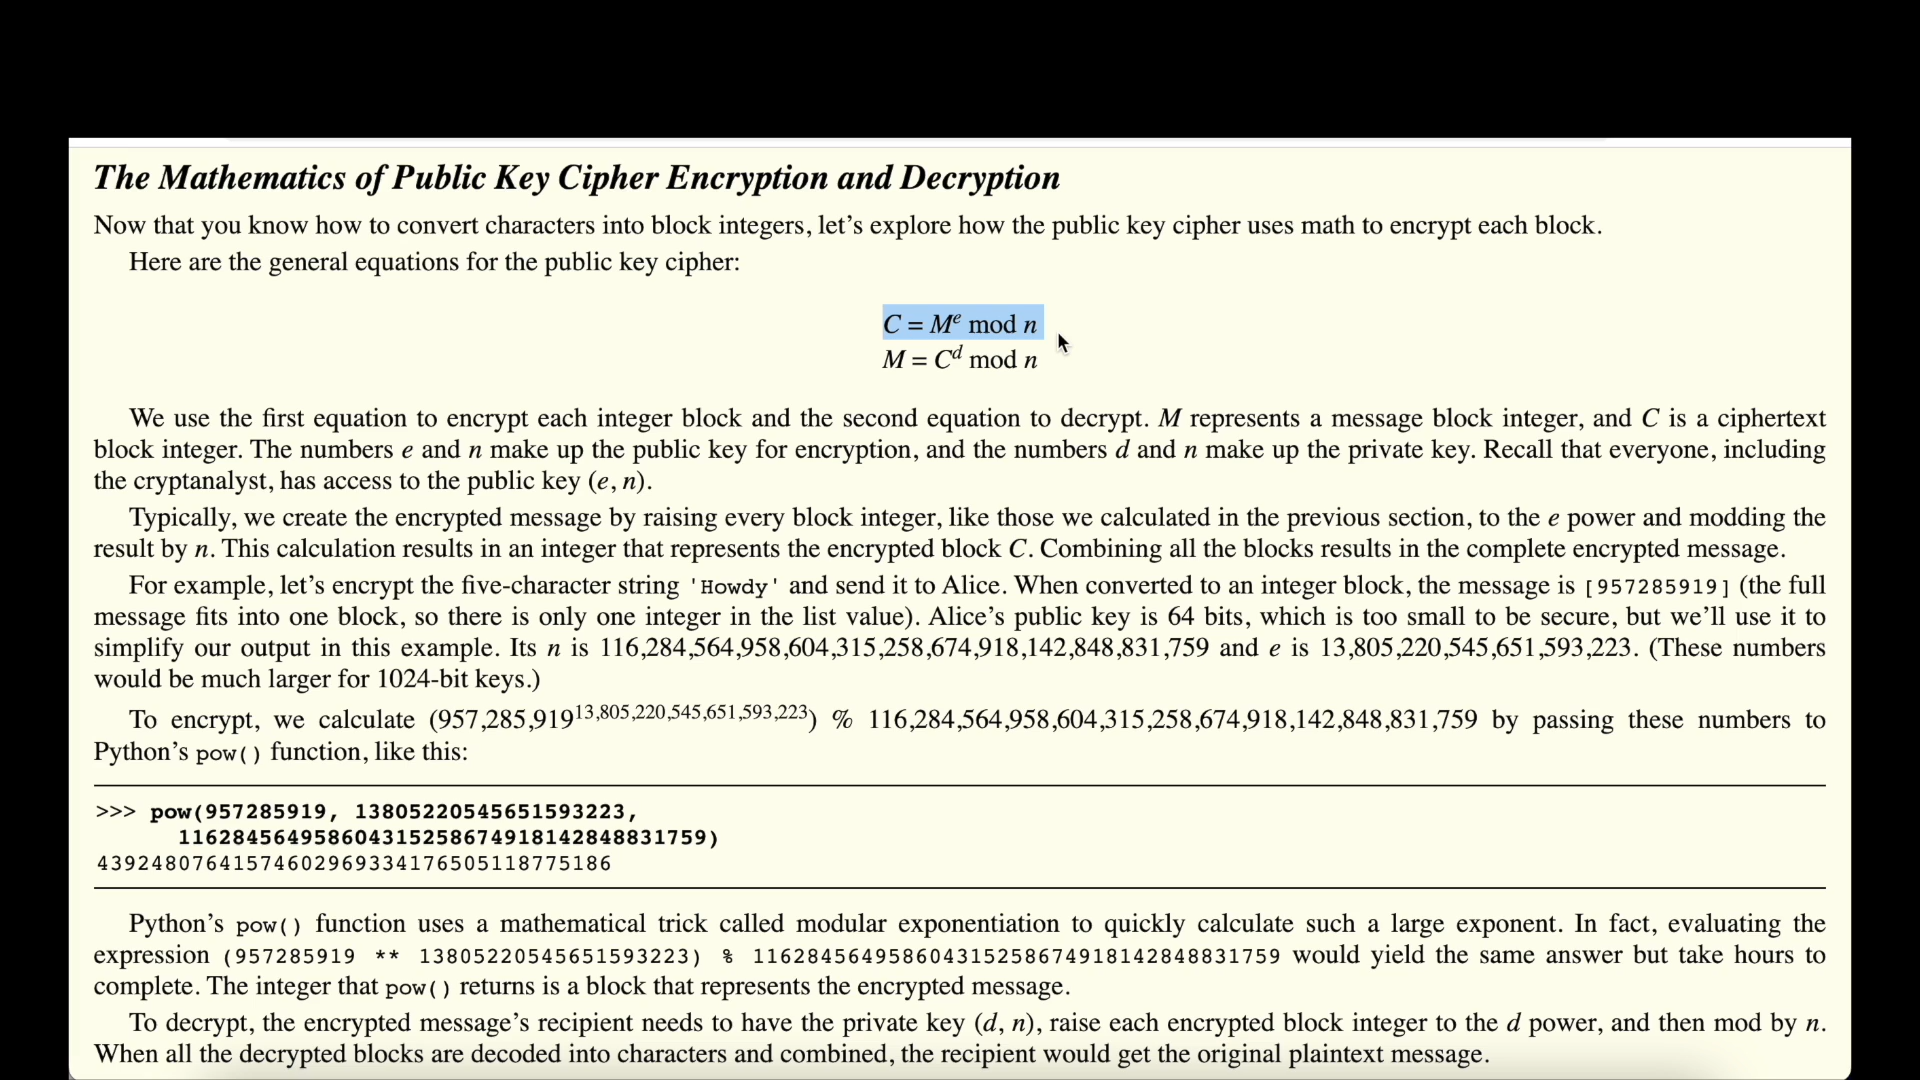 The Mathematics of Public Key Cipher Encryption and Decryption
Now that you know how to convert characters into block integers, let’s explore how the public key cipher uses math to encrypt each block.
Here are the general equations for the public key cipher:
C = Mᵉ mod n
M = Cᵈ mod n
We use the first equation to encrypt each integer block and the second equation to decrypt. M represents a message block integer, and C is a ciphertext
block integer. The numbers e and n make up the public key for encryption, and the numbers d and n make up the private key. Recall that everyone, including
the cryptanalyst, has access to the public key (e, n).
Typically, we create the encrypted message by raising every block integer, like those we calculated in the previous section, to the e power and modding the
result by n. This calculation results in an integer that represents the encrypted block C. Combining all the blocks results in the complete encrypted message.
For example, let’s encrypt the five-character string 'Howdy' and send it to Alice. When converted to an integer block, the message is [957285919] (the full
message fits into one block, so there is only one integer in the list value). Alice’s public key is 64 bits, which is too small to be secure, but we’ll use it to
simplify our output in this example. Its n is 116,284,564,958,604,315,258,674,918,142,848,831,759 and e is 13,805,220,545,651,593,223. (These numbers
would be much larger for 1024-bit keys.)
To encrypt, we calculate (957,285,919¹³,⁸⁰⁵,²²⁰,⁵⁴⁵,⁶⁵¹,⁵⁹³,²²³) % 116,284,564,958,604,315,258,674,918,142,848,831,759 by passing these numbers to
Python’s pow() function, like this:
>>> pow(957285919, 13805220545651593223,
116284564958604315258674918142848831759)
43924807641574602969334176505118775186
Python’s pow() function uses a mathematical trick called modular exponentiation to quickly calculate such a large exponent. In fact, evaluating the
expression (957285919 ** 13805220545651593223) % 116284564958604315258674918142848831759 would yield the same answer but take hours to
complete. The integer that pow() returns is a block that represents the encrypted message.
To decrypt, the encrypted message’s recipient needs to have the private key (d, n), raise each encrypted block integer to the d power, and then mod by n.
When all the decrypted blocks are decoded into characters and combined, the recipient would get the original plaintext message.